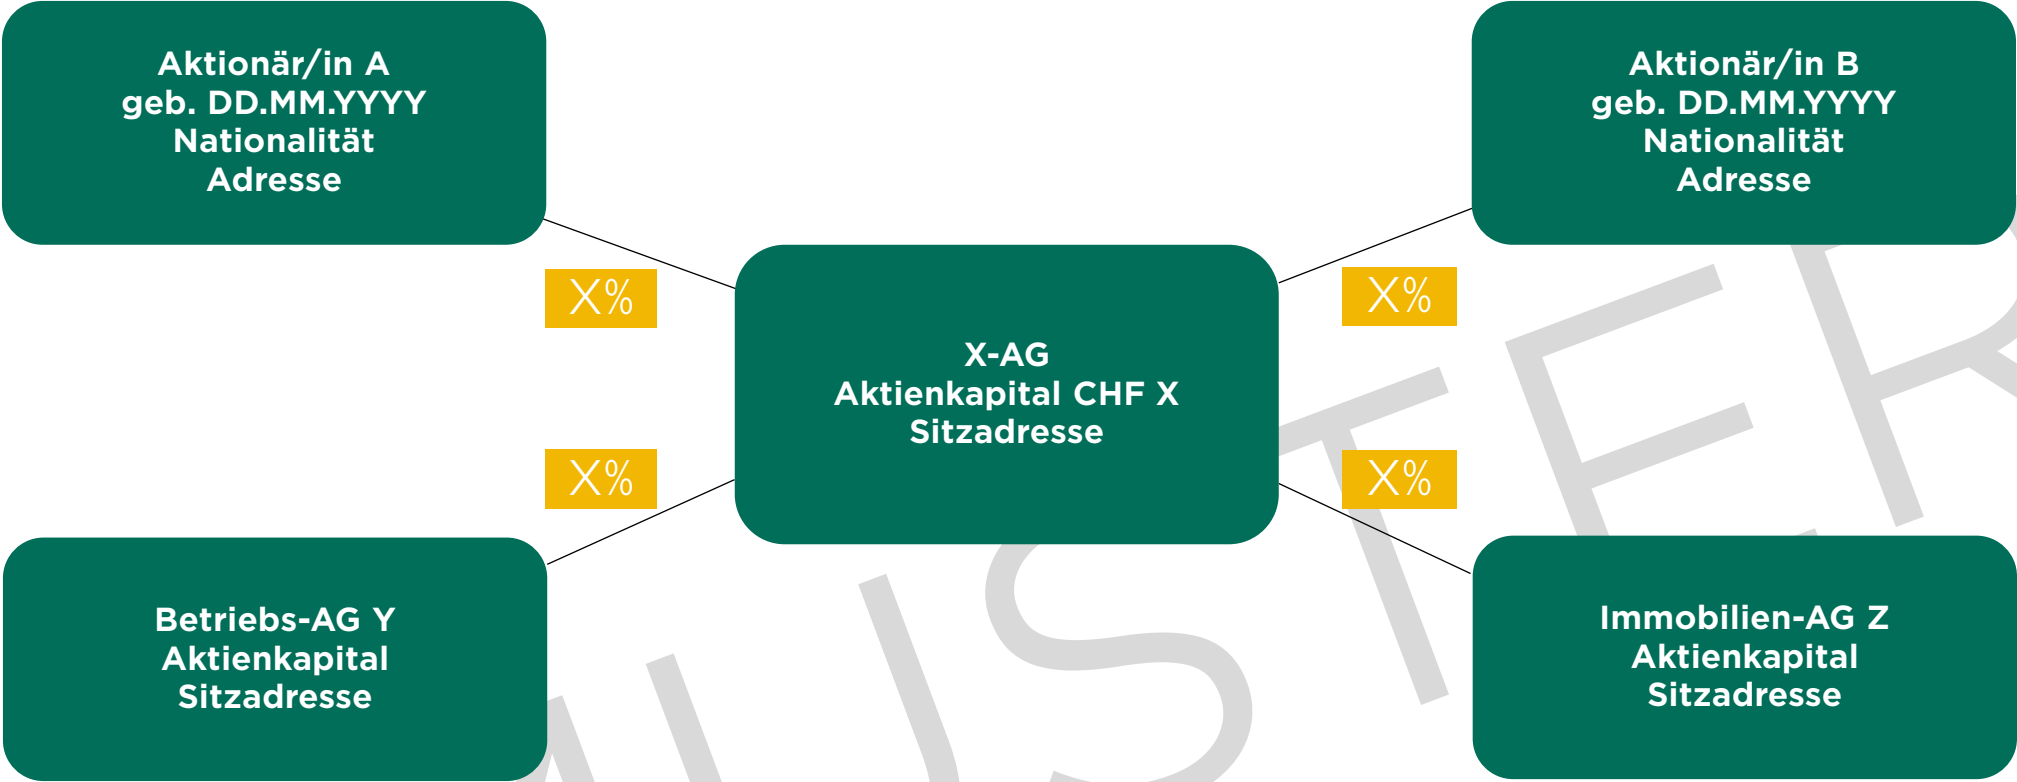 Aktionär/in A
geb. DD.MM.YYYY
Nationalität
Adresse
Aktionär/in B
geb. DD.MM.YYYY
Nationalität
Adresse
X%
X%
X-AG
Aktienkapital CHF X
Sitzadresse
X%
X%
Betriebs-AG Y
Aktienkapital
Sitzadresse
Immobilien-AG Z
Aktienkapital
Sitzadresse
MUSTER